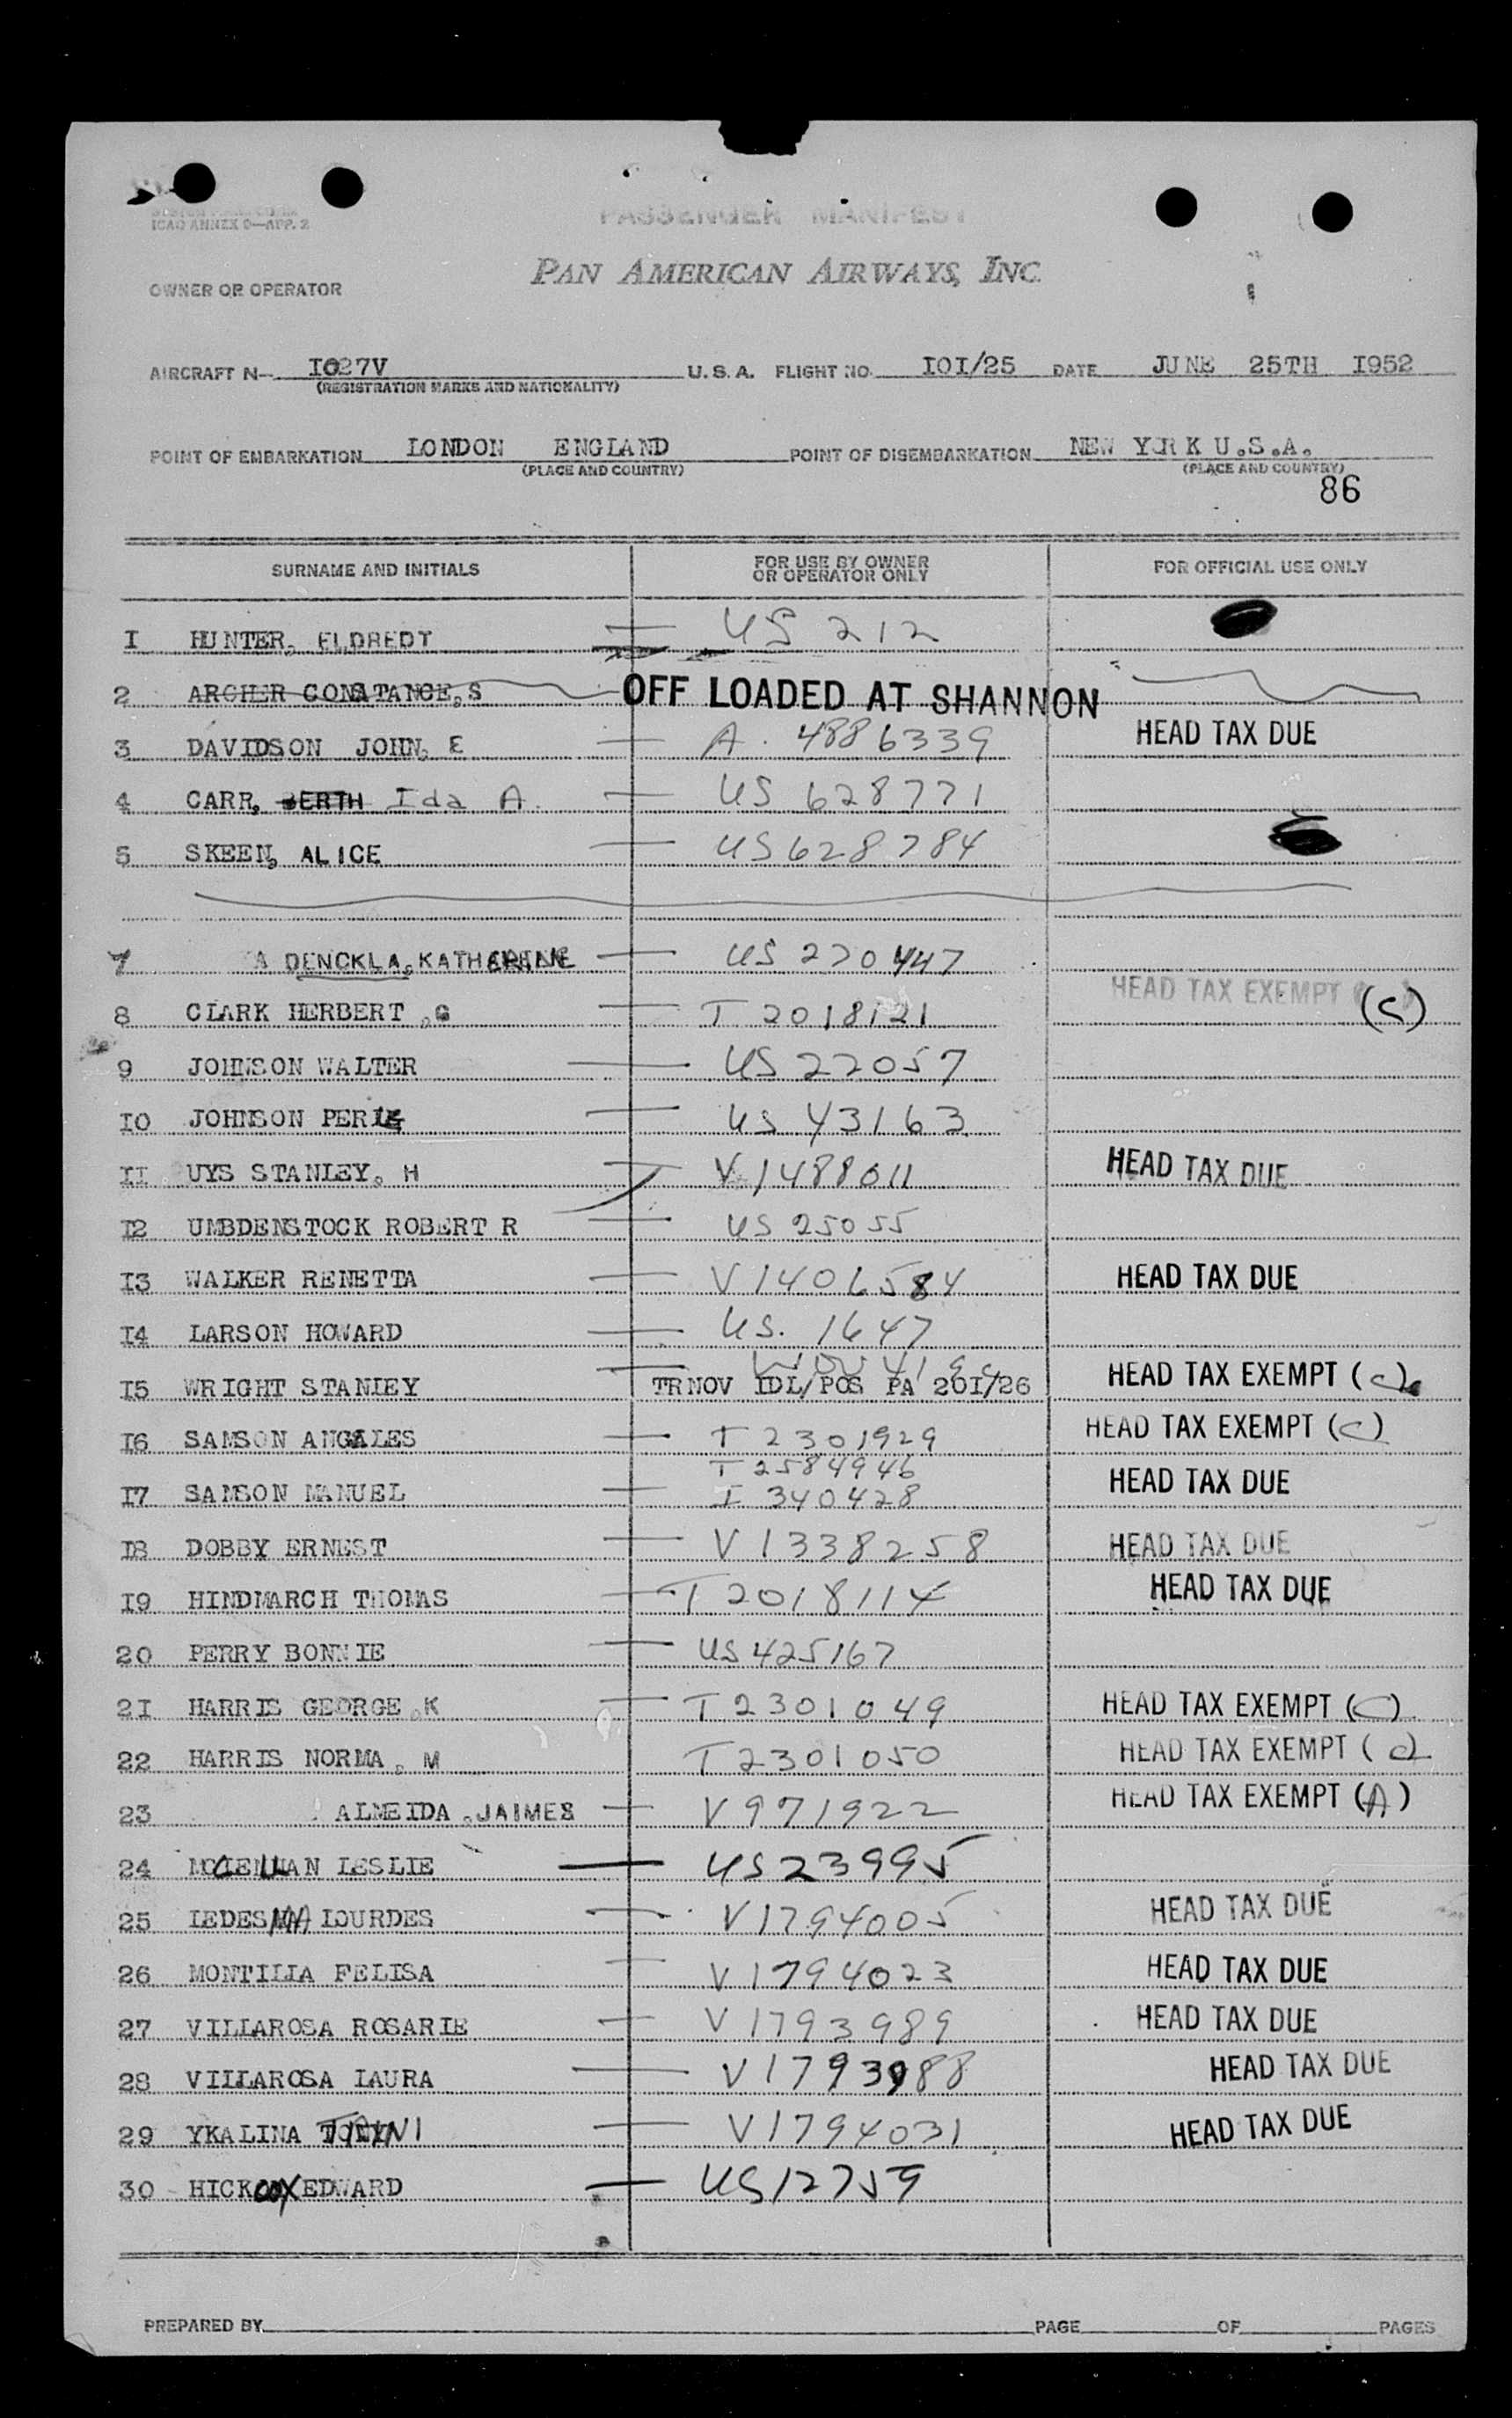 ICAO ANNEX 9—APP. 2
PASSENGER MANIFEST
PAN AMERICAN AIRWAYS, INC.
OWNER OR OPERATOR
AIRCRAFT N— I027V U.S.A. FLIGHT NO. IOI/25 DATE JUNE 25TH I952
(REGISTRATION MARKS AND NATIONALITY)
POINT OF EMBARKATION LONDON ENGLAND POINT OF DISEMBARKATION NEW YORK U.S.A.
(PLACE AND COUNTRY) (PLACE AND COUNTRY)
86
SURNAME AND INITIALS FOR USE BY OWNER OR OPERATOR ONLY FOR OFFICIAL USE ONLY
I HUNTER, ELDREDT US 212
2 ARCHER CONSTANCE, S OFF LOADED AT SHANNON
3 DAVIDSON JOHN, E A. 4886339 HEAD TAX DUE
4 CARR, BERTH Ida A. US 628771
5 SKEEN, ALICE US 628784
7 A DENCKLA, KATHERINE US 270447
8 CLARK HERBERT, G T 2018121 HEAD TAX EXEMPT (C)
9 JOHNSON WALTER US 22057
IO JOHNSON PERLE US 43163
II UYS STANLEY, H V 1488011 HEAD TAX DUE
I2 UMBDENSTOCK ROBERT R US 25055
I3 WALKER RENETTA V 1406584 HEAD TAX DUE
I4 LARSON HOWARD US. 1647
I5 WRIGHT STANLEY TRNOV IDL/POS PA 20I/26 HEAD TAX EXEMPT (C)
I6 SAMSON ANGELES T 2301929 HEAD TAX EXEMPT (C)
T 2584946
I7 SAMSON MANUEL I 340428 HEAD TAX DUE
I8 DOBBY ERNEST V 1338258 HEAD TAX DUE
I9 HINDMARCH THOMAS T 2018114 HEAD TAX DUE
20 PERRY BONNIE US 425167
2I HARRIS GEORGE, K T 2301049 HEAD TAX EXEMPT (C)
22 HARRIS NORMA, M T 2301050 HEAD TAX EXEMPT (C)
23 ALMEIDA, JAIMES V 971922 HEAD TAX EXEMPT (A)
24 MCCLELLAN LESLIE US 23995
25 LEDESMA LOURDES V 1794005 HEAD TAX DUE
26 MONTILLA FELISA V 1794023 HEAD TAX DUE
27 VILLAROSA ROSARIE V 1793989 HEAD TAX DUE
28 VILLAROSA LAURA V 1793988 HEAD TAX DUE
29 YKALINA TRINI V 1794031 HEAD TAX DUE
30 HICKCOX EDWARD US 12759
PREPARED BY PAGE OF PAGES